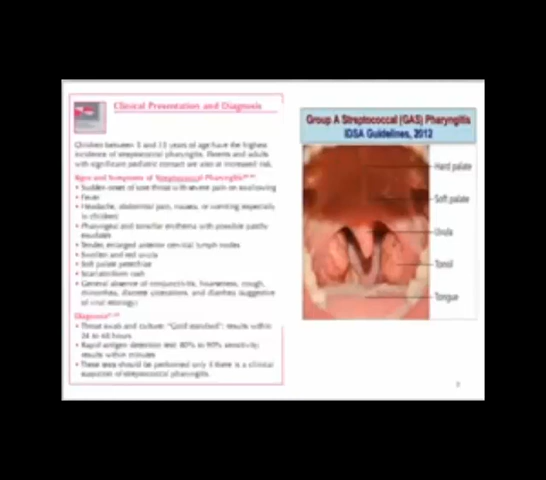 Clinical Presentation and Diagnosis
Children between 5 and 15 years of age have the highest
incidence of streptococcal pharyngitis. Parents and adults
with significant pediatric contact are also at increased risk.
Signs and Symptoms of Streptococcal Pharyngitis
• Sudden onset of sore throat with severe pain on swallowing
• Fever
• Headache, abdominal pain, nausea, or vomiting especially
in children
• Pharyngeal and tonsillar erythema with possible patchy
exudates
• Tender, enlarged anterior cervical lymph nodes
• Swollen and red uvula
• Soft palate petechiae
• Scarlatiniform rash
• General absence of conjunctivitis, hoarseness, cough,
rhinorrhea, discrete ulcerations, and diarrhea (suggestive
of viral etiology)
Diagnosis
• Throat swab and culture: "Gold standard"; results within
24 to 48 hours
• Rapid antigen detection test: 80% to 90% sensitivity;
results within minutes
• These tests should be performed only if there is a clinical
suspicion of streptococcal pharyngitis.
Group A Streptococcal (GAS) Pharyngitis
IDSA Guidelines, 2012
Hard palate
Soft palate
Uvula
Tonsil
Tongue